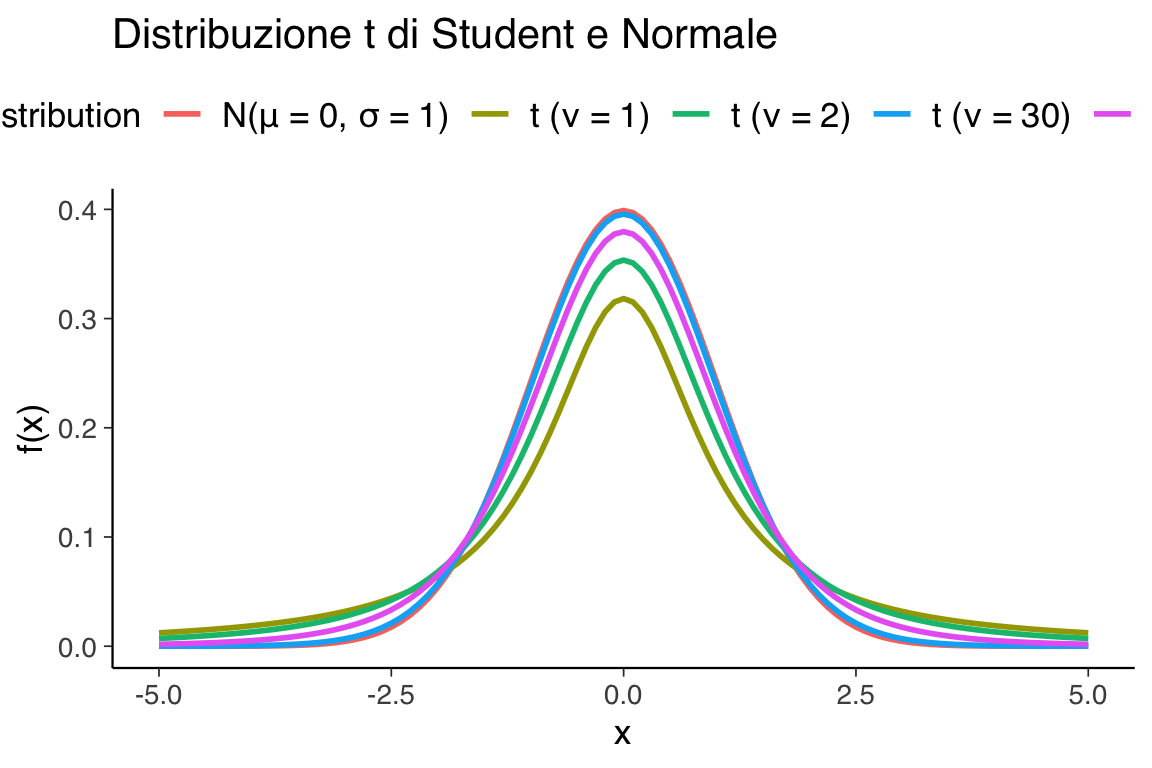 Distribuzione t di Student e Normale
stribution N(μ = 0, σ = 1) t (ν = 1) t (ν = 2) t (ν = 30)
0.4
0.3
0.2
0.1
0.0
f(x)
-5.0 -2.5 0.0 2.5 5.0
x